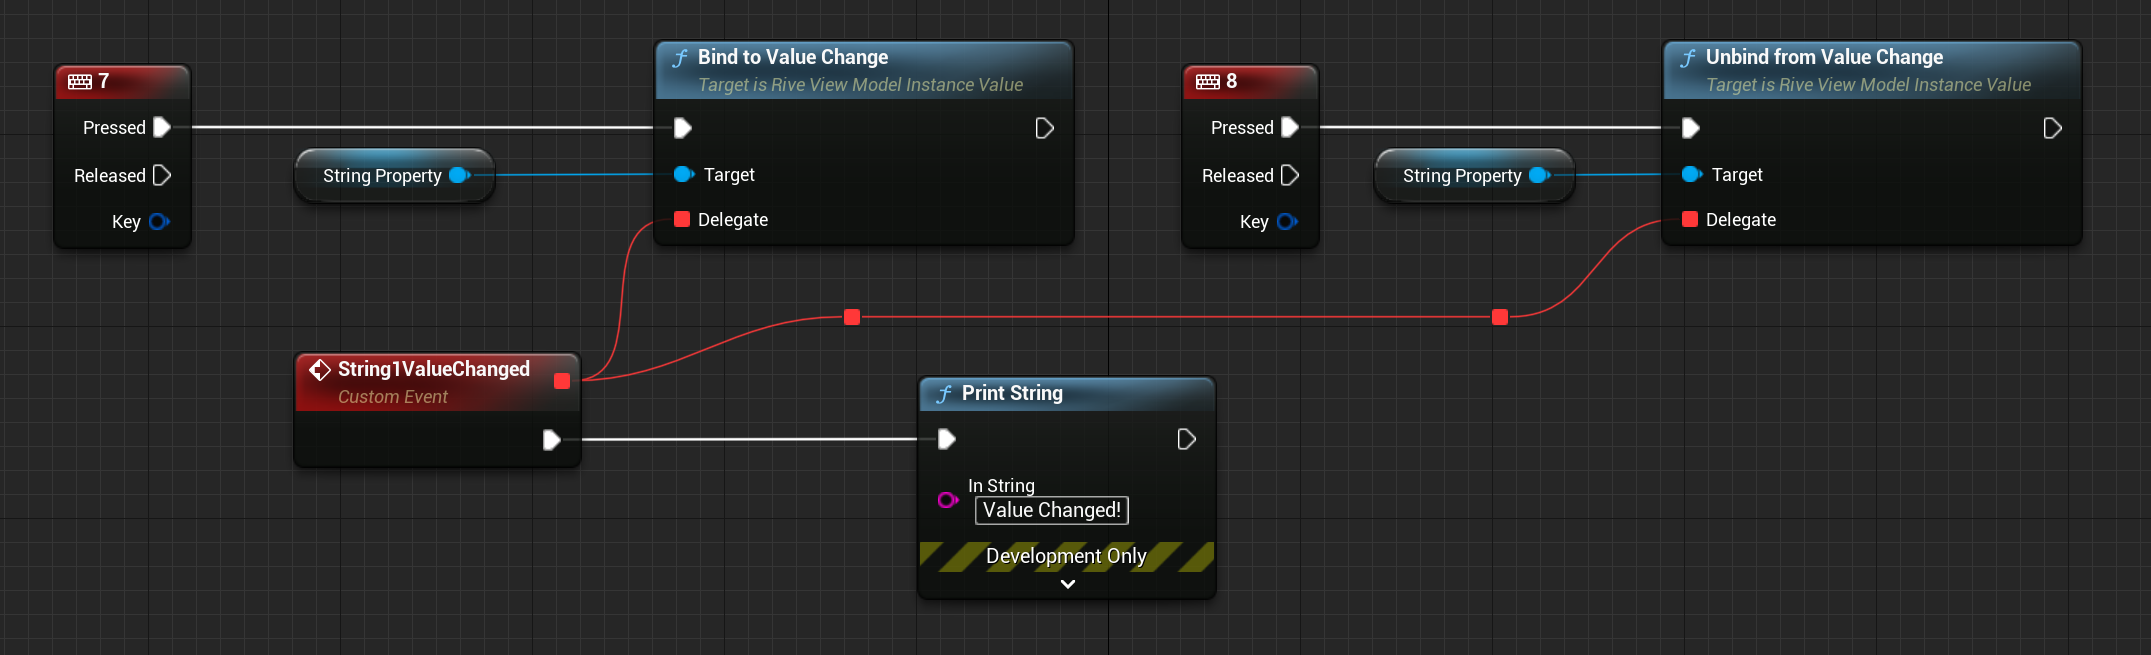 7
Pressed
Released
Key
String Property
Bind to Value Change
Target is Rive View Model Instance Value
Target
Delegate
8
Pressed
Released
Key
String Property
Unbind from Value Change
Target is Rive View Model Instance Value
Target
Delegate
String1ValueChanged
Custom Event
Print String
In String
Value Changed!
Development Only